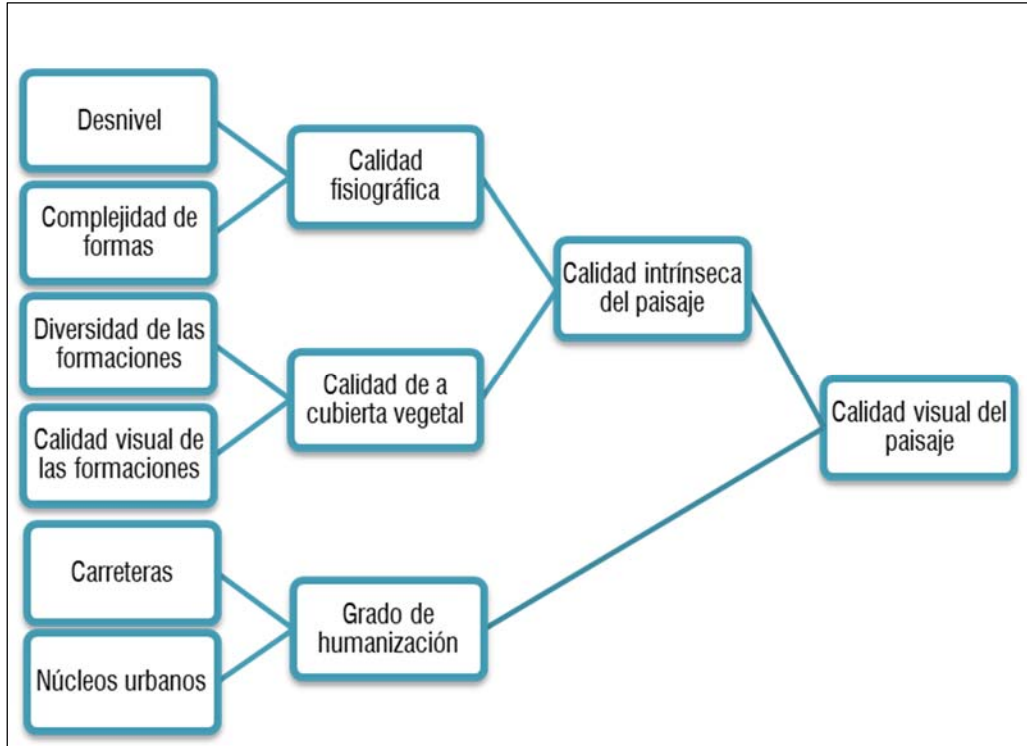 Desnivel
Complejidad de
formas
Diversidad de las
formaciones
Calidad visual de
las formaciones
Carreteras
Núcleos urbanos
Calidad
fisiográfica
Calidad de a
cubierta vegetal
Grado de
humanización
Calidad intrínseca
del paisaje
Calidad visual del
paisaje